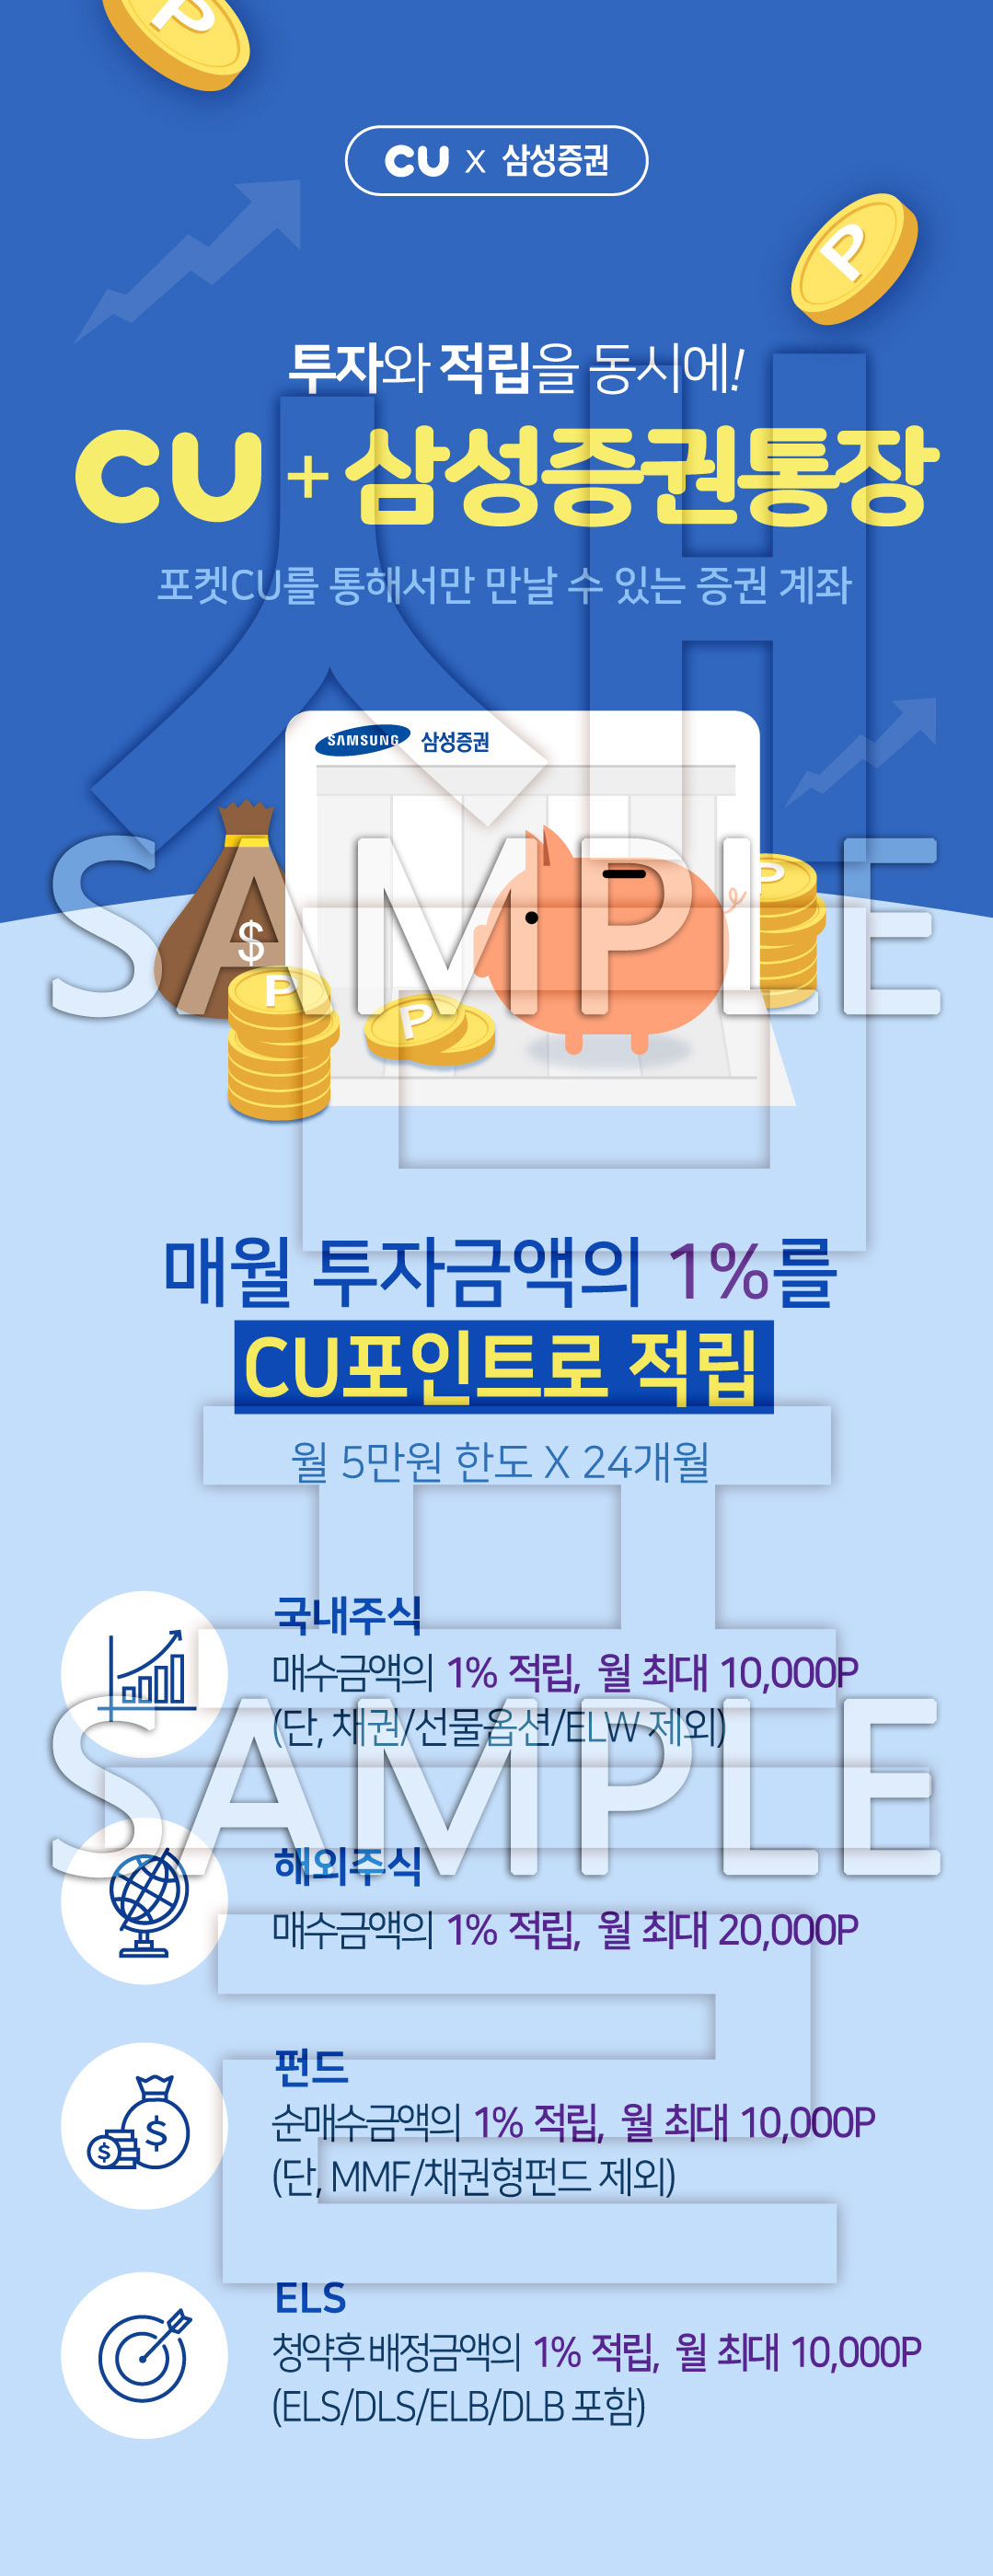 P
CU X 삼성증권
P
투자와 적립을 동시에!
CU + 삼성증권통장
포켓CU를 통해서만 만날 수 있는 증권 계좌
SAMSUNG 삼성증권
SAMPLE
$
P
P
P
샘플
매월 투자금액의 1%를
CU포인트로 적립
월 5만원 한도 X 24개월
국내주식
매수금액의 1% 적립, 월 최대 10,000P
(단, 채권/선물옵션/ELW 제외)
SAMPLE
해외주식
매수금액의 1% 적립, 월 최대 20,000P
펀드
순매수금액의 1% 적립, 월 최대 10,000P
(단, MMF/채권형펀드 제외)
$
$
ELS
청약후 배정금액의 1% 적립, 월 최대 10,000P
(ELS/DLS/ELB/DLB 포함)